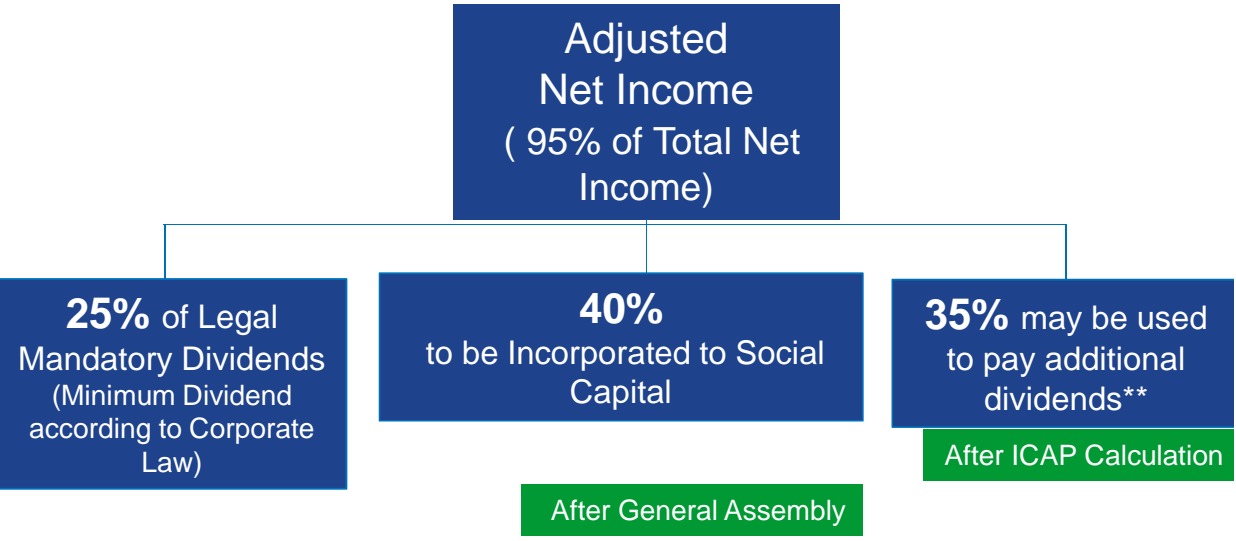 Adjusted
Net Income
( 95% of Total Net
Income)
25% of Legal
Mandatory Dividends
(Minimum Dividend
according to Corporate
Law)
40%
to be Incorporated to Social
Capital
35% may be used
to pay additional
dividends**
After ICAP Calculation
After General Assembly